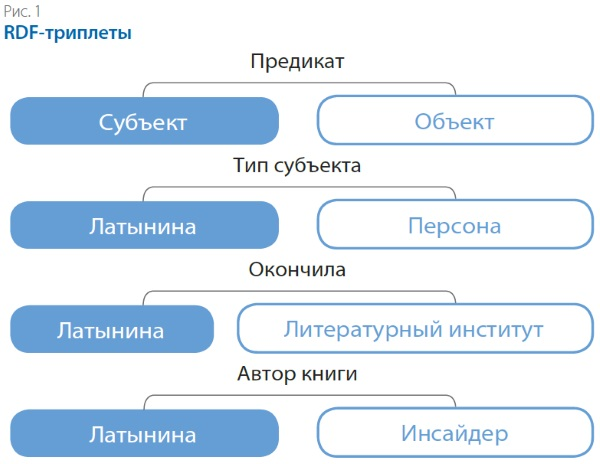 Рис. 1
RDF-триплеты
Предикат
Субъект
Объект
Тип субъекта
Латынина
Персона
Окончила
Латынина
Литературный институт
Автор книги
Латынина
Инсайдер